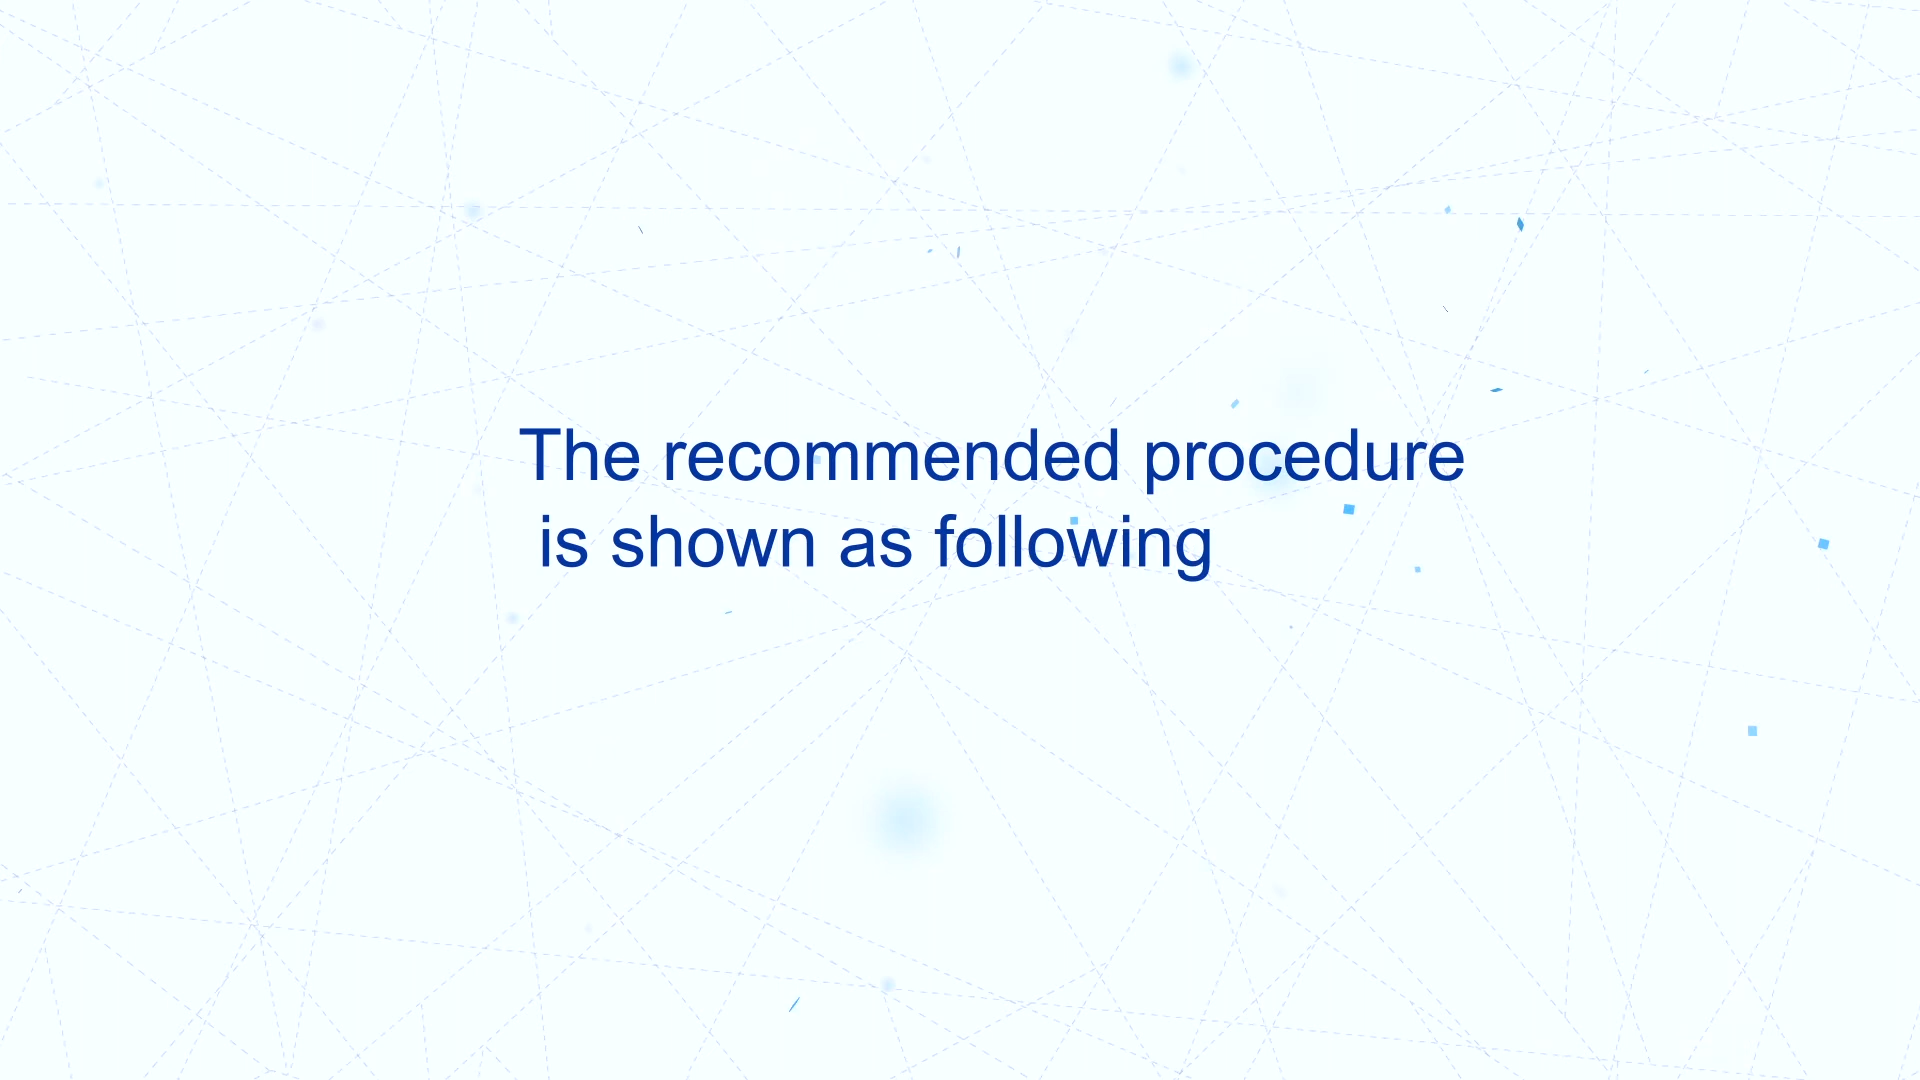 The recommended procedure
is shown as following